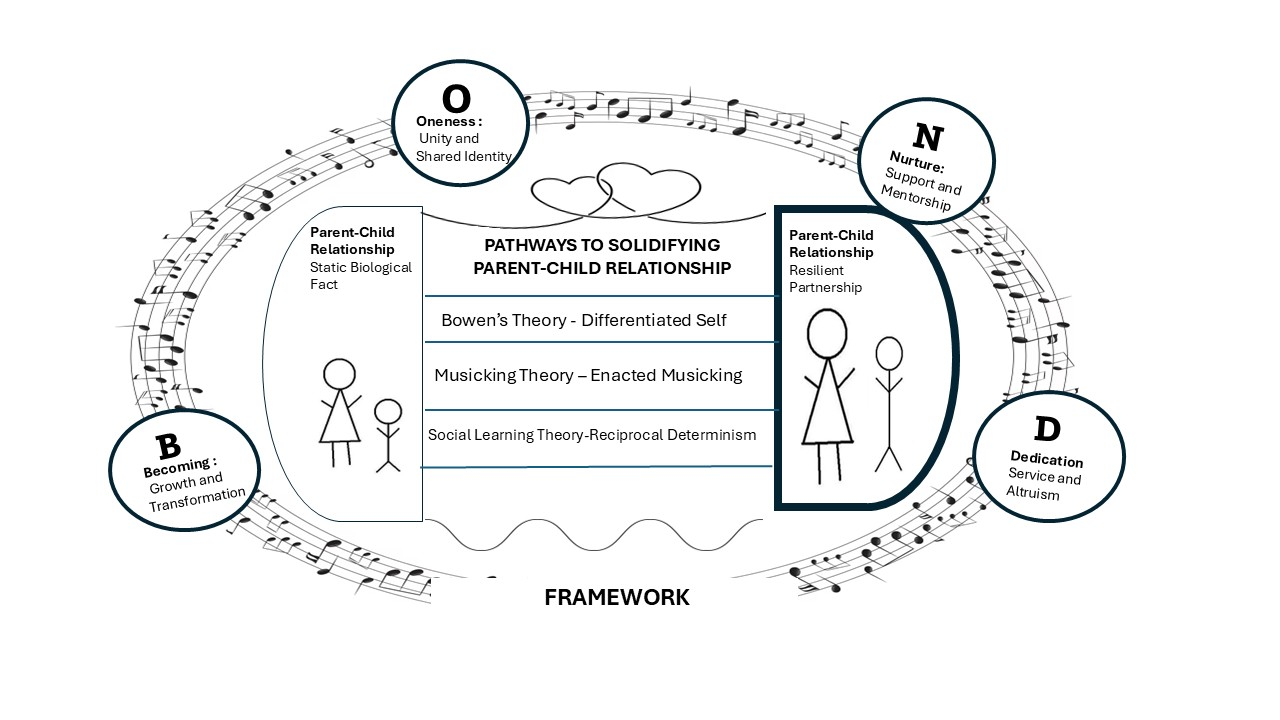 O
Oneness :
Unity and
Shared Identity
N
Nurture:
Support and
Mentorship
Parent-Child
Relationship
Static Biological
Fact
PATHWAYS TO SOLIDIFYING
PARENT-CHILD RELATIONSHIP
Bowen's Theory - Differentiated Self
Musicking Theory – Enacted Musicking
Social Learning Theory-Reciprocal Determinism
Parent-Child
Relationship
Resilient
Partnership
B
Becoming :
Growth and
Transformation
D
Dedication
Service and
Altruism
FRAMEWORK